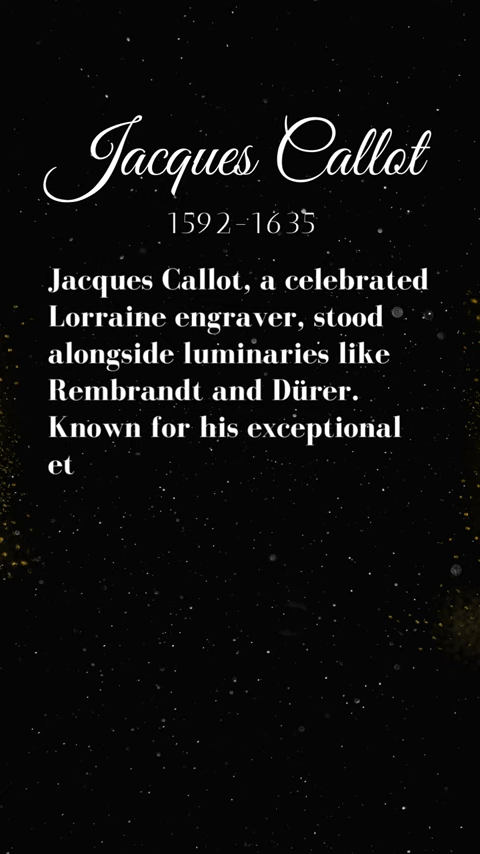 Jacques Callot
1592-1635
Jacques Callot, a celebrated
Lorraine engraver, stood
alongside luminaries like
Rembrandt and Dürer.
Known for his exceptional
et